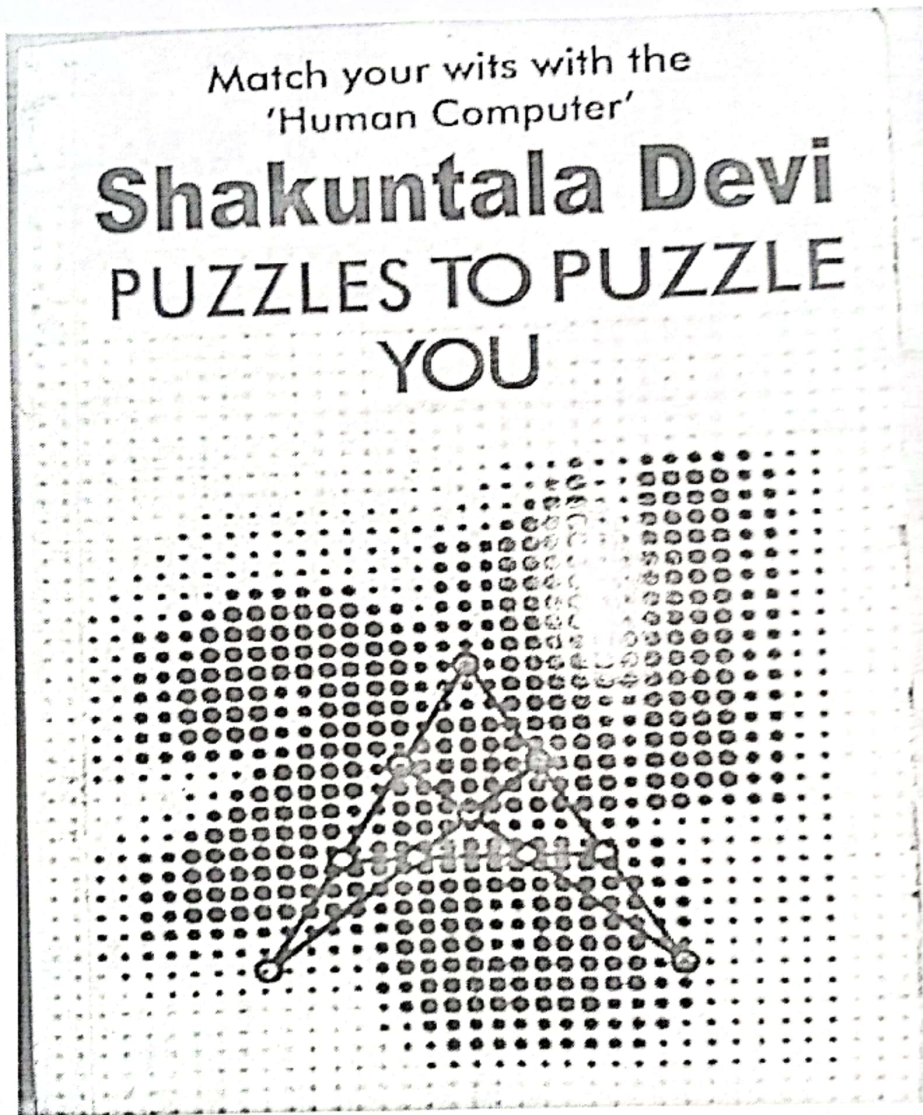 Match your wits with the
'Human Computer'
Shakuntala Devi
PUZZLES TO PUZZLE
YOU